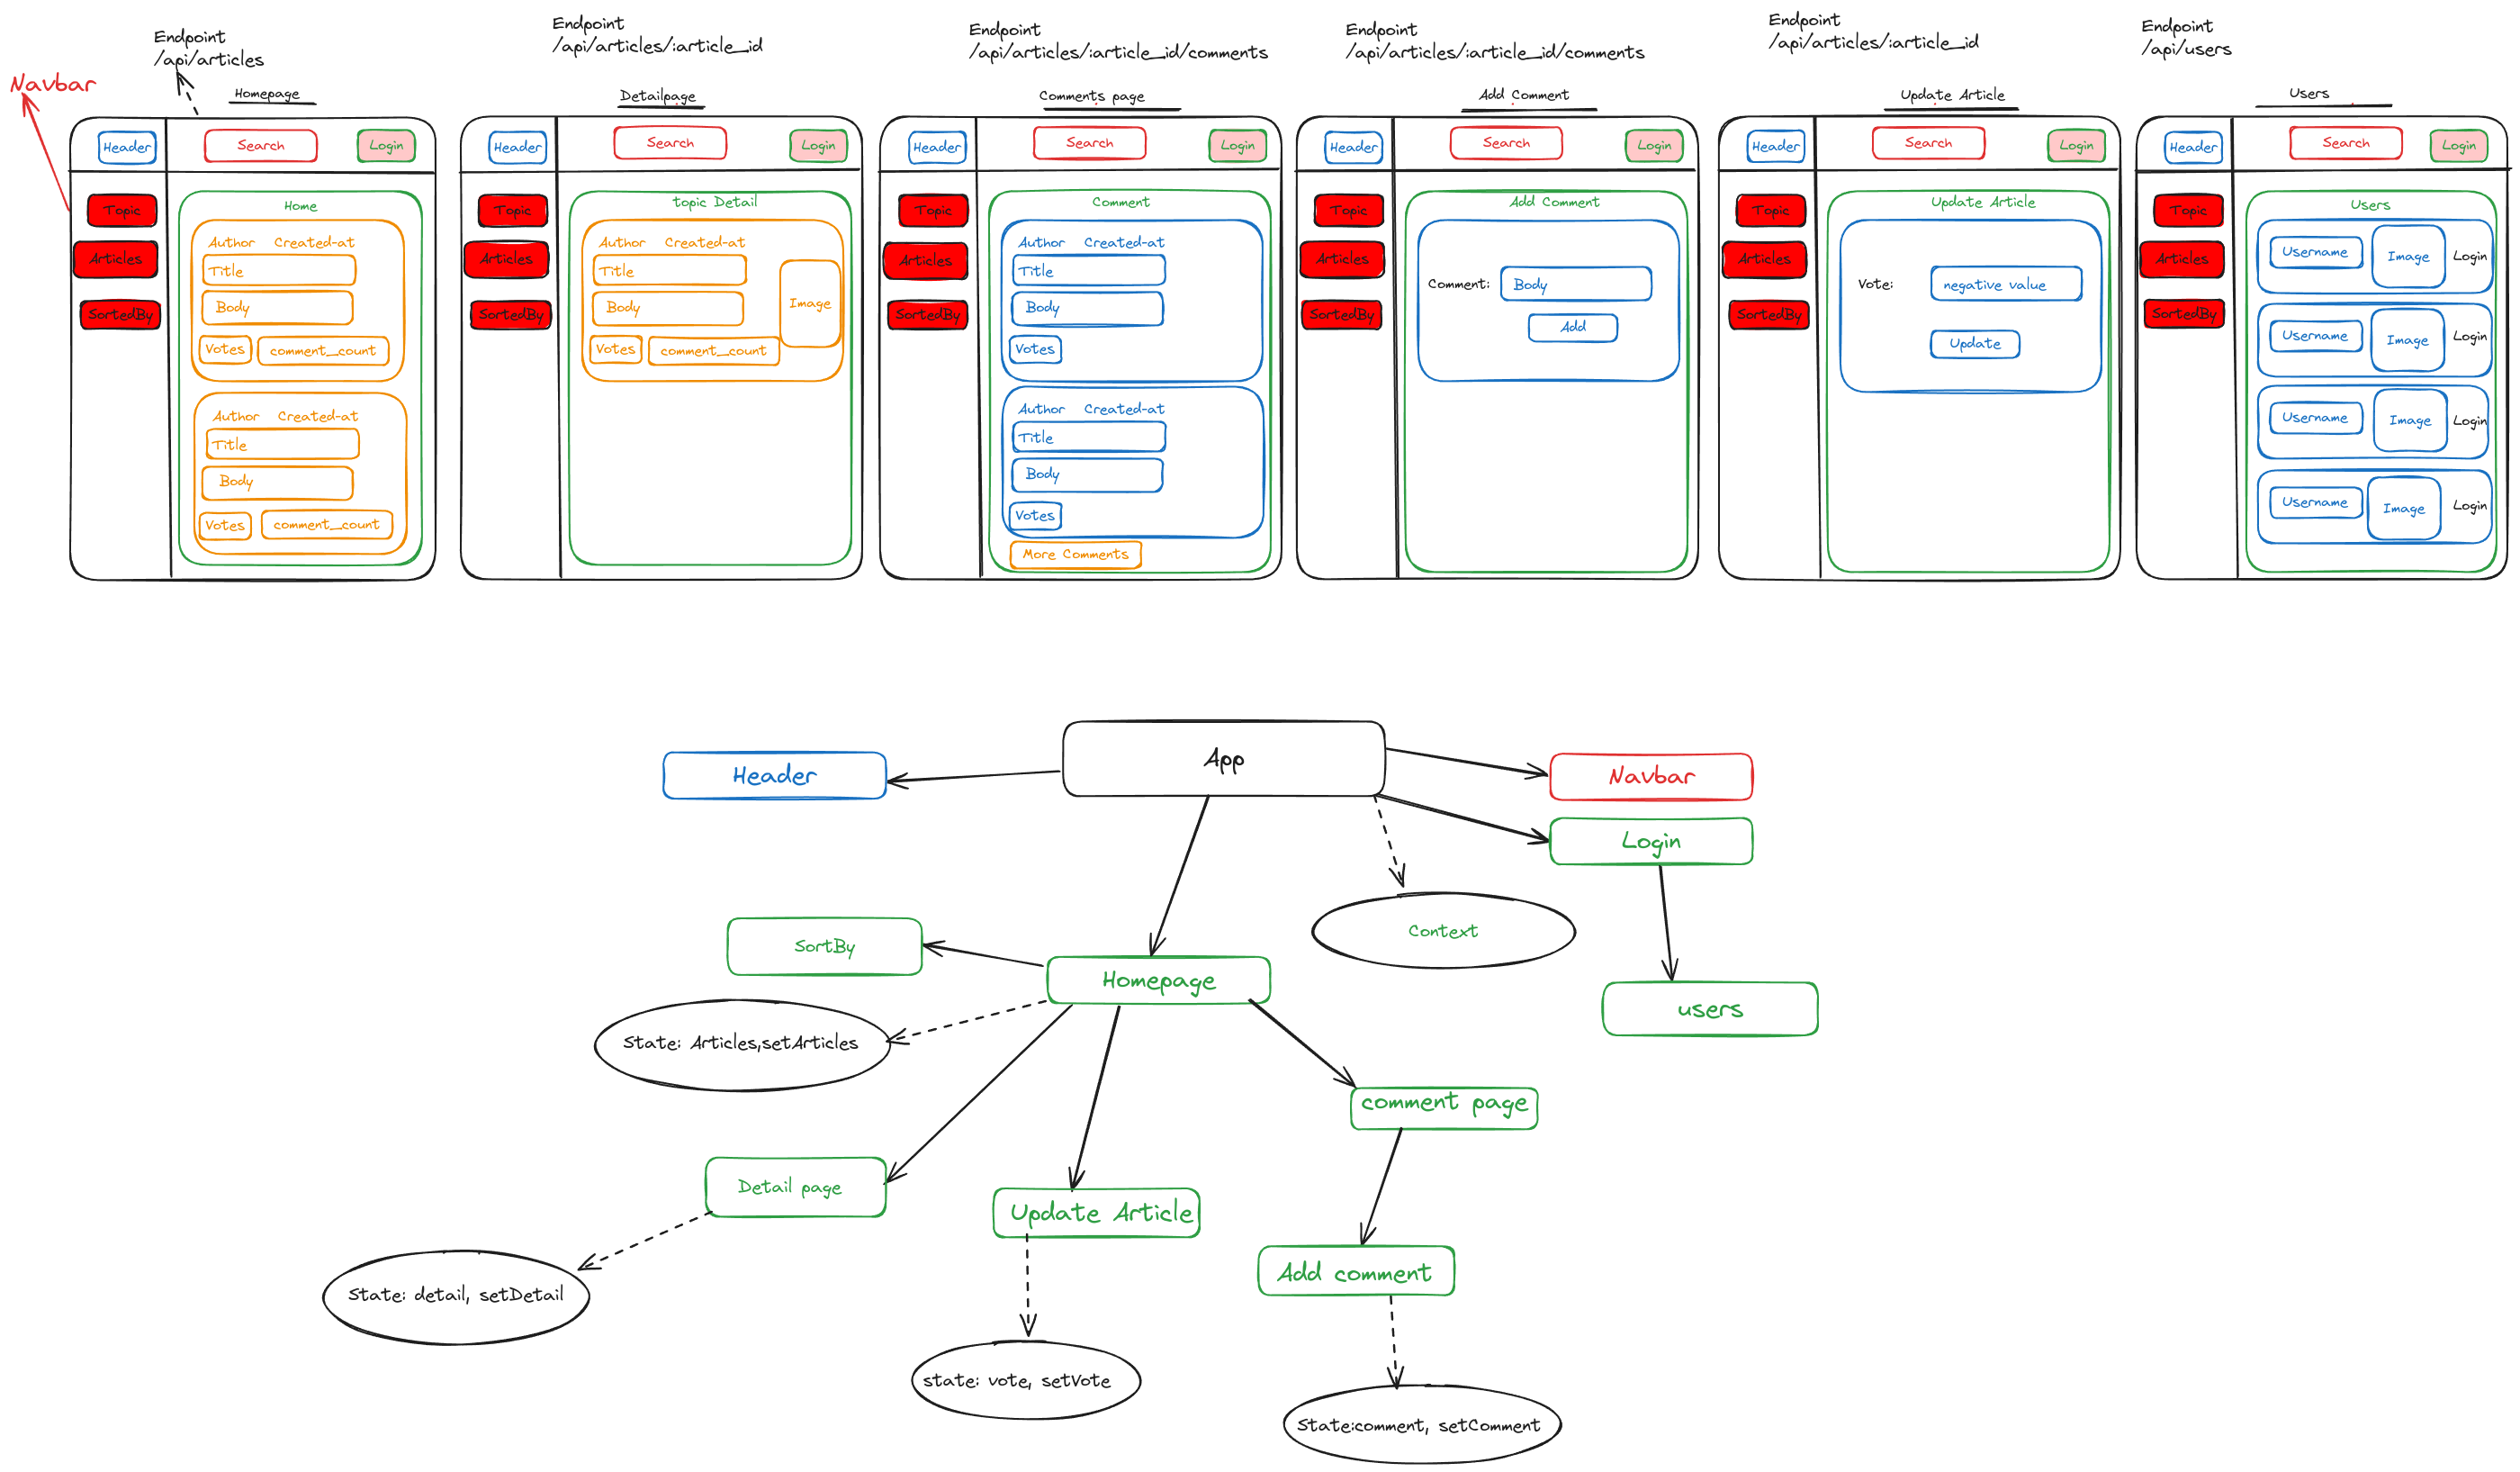 Navbar
Endpoint
/api/articles
Homepage
Header
Search
Login
Topic
Articles
SortedBy
Home
Author Created-at
Title
Body
Votes
comment_count
Author Created-at
Title
Body
Votes
comment_count
Endpoint
/api/articles/:article_id
Detailpage
Header
Search
Login
Topic
Articles
SortedBy
topic Detail
Author Created-at
Title
Body
Image
Votes
comment_count
Endpoint
/api/articles/:article_id/comments
Comments page
Header
Search
Login
Topic
Articles
SortedBy
Comment
Author Created-at
Title
Body
Votes
Author Created-at
Title
Body
Votes
More Comments
Endpoint
/api/articles/:article_id/comments
Add Comment
Header
Search
Login
Topic
Articles
SortedBy
Add Comment
Comment:
Body
Add
Endpoint
/api/articles/:article_id
Update Article
Header
Search
Login
Topic
Articles
SortedBy
Update Article
Vote:
negative value
Update
Endpoint
/api/users
Users
Header
Search
Login
Topic
Articles
SortedBy
Users
Username
Image
Login
Username
Image
Login
Username
Image
Login
Username
Image
Login
App
Header
Navbar
Login
Context
users
SortBy
Homepage
State: Articles,setArticles
comment page
Detail page
Update Article
Add comment
State: detail, setDetail
state: vote, setVote
State:comment, setComment